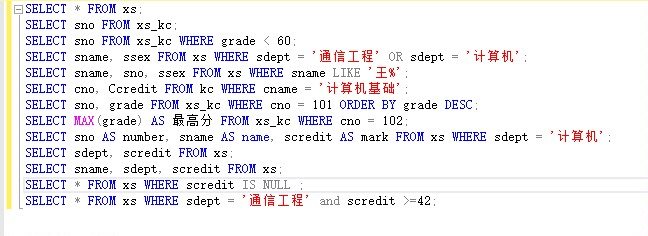 SELECT * FROM xs;
SELECT sno FROM xs_kc;
SELECT sno FROM xs_kc WHERE grade < 60;
SELECT sname, ssex FROM xs WHERE sdept = '通信工程' OR sdept = '计算机';
SELECT sname, sno, ssex FROM xs WHERE sname LIKE '王%';
SELECT cno, Ccredit FROM kc WHERE cname = '计算机基础';
SELECT sno, grade FROM xs_kc WHERE cno = 101 ORDER BY grade DESC;
SELECT MAX(grade) AS 最高分 FROM xs_kc WHERE cno = 102;
SELECT sno AS number, sname AS name, scredit AS mark FROM xs WHERE sdept = '计算机';
SELECT sdept, scredit FROM xs;
SELECT sname, sdept, scredit FROM xs;
SELECT * FROM xs WHERE scredit IS NULL ;
SELECT * FROM xs WHERE sdept = '通信工程' and scredit >=42;